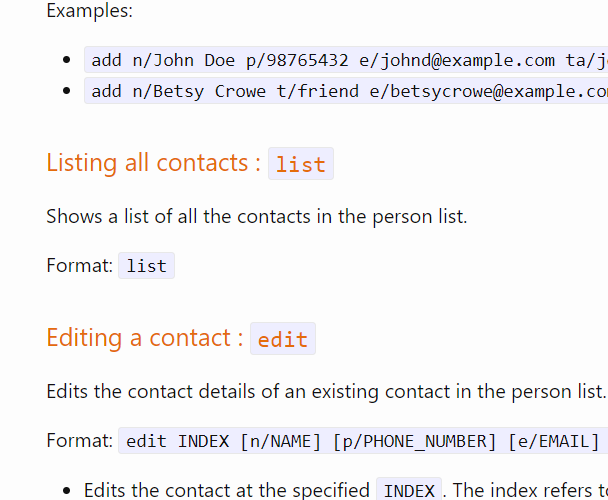 Examples:
add n/John Doe p/98765432 e/johnd@example.com ta/j
add n/Betsy Crowe t/friend e/betsycrowe@example.co
Listing all contacts : list
Shows a list of all the contacts in the person list.
Format: list
Editing a contact : edit
Edits the contact details of an existing contact in the person list.
Format: edit INDEX [n/NAME] [p/PHONE_NUMBER] [e/EMAIL]
Edits the contact at the specified INDEX. The index refers to